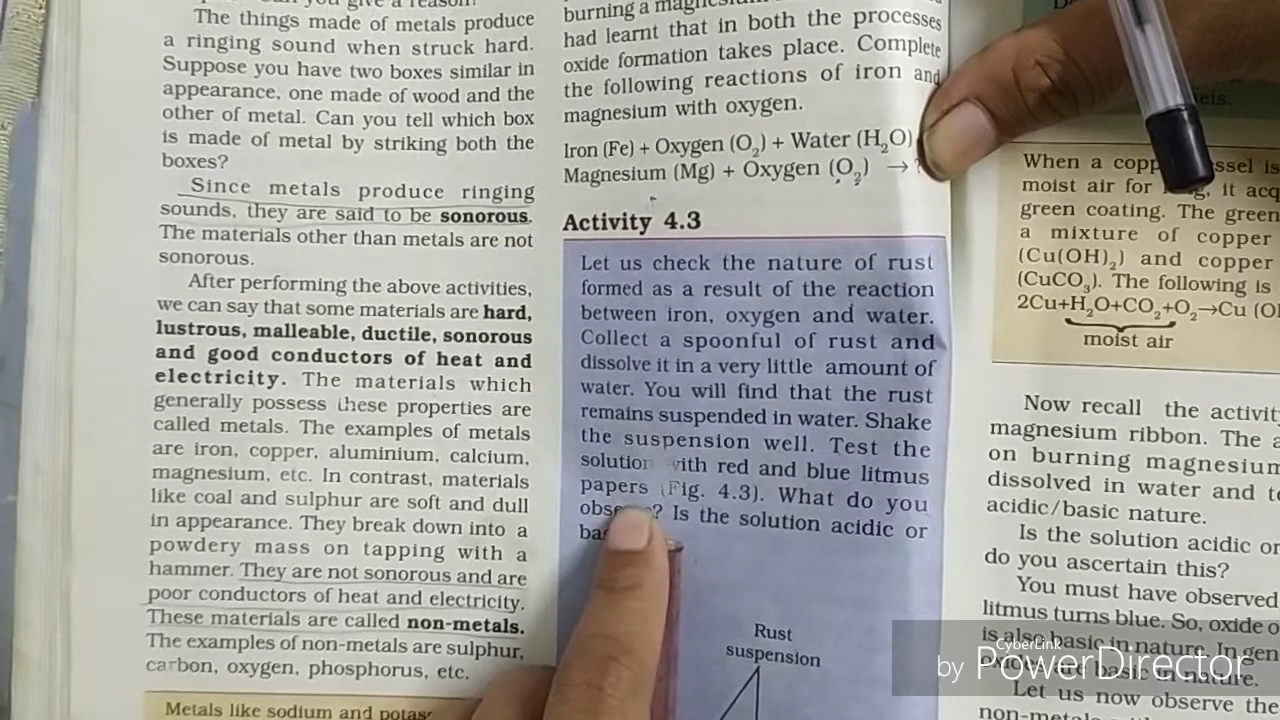 The things made of metals produce
a ringing sound when struck hard.
Suppose you have two boxes similar in
appearance, one made of wood and the
other of metal. Can you tell which box
is made of metal by striking both the
boxes?
Since metals produce ringing
sounds, they are said to be sonorous.
The materials other than metals are not
sonorous.
After performing the above activities,
we can say that some materials are hard,
lustrous, malleable, ductile, sonorous
and good conductors of heat and
electricity. The materials which
generally possess these properties are
called metals. The examples of metals
are iron, copper, aluminium, calcium,
magnesium, etc. In contrast, materials
like coal and sulphur are soft and dull
in appearance. They break down into a
powdery mass on tapping with a
hammer. They are not sonorous and are
poor conductors of heat and electricity.
These materials are called non-metals.
The examples of non-metals are sulphur,
carbon, oxygen, phosphorus, etc.
Metals like sodium and
burning a
had learnt that in both the processes
oxide formation takes place. Complete
the following reactions of iron and
magnesium with oxygen.
Iron (Fe) + Oxygen (O₂) + Water (H₂O)
Magnesium (Mg) + Oxygen (O₂) → ?
Activity 4.3
Let us check the nature of rust
formed as a result of the reaction
between iron, oxygen and water.
Collect a spoonful of rust and
dissolve it in a very little amount of
water. You will find that the rust
remains suspended in water. Shake
the suspension well. Test the
solution with red and blue litmus
papers (Fig. 4.3). What do you
? Is the solution acidic or
Rust
suspension
When a
moist air for it
green coating. The green
a mixture of copper
(Cu(OH)₂) and copper
(CuCO₃). The following is
2Cu+H₂O+CO₂+O₂→Cu (O
moist air
Now recall the
magnesium ribbon. The
on burning magnesium
dissolved in water and
acidic/basic nature.
Is the solution acidic or
do you ascertain this?
You must have observed
litmus turns blue. So, oxide
is also basic in nature. In
are basic in nature.
Let us now observe the
by CyberLink PowerDirector